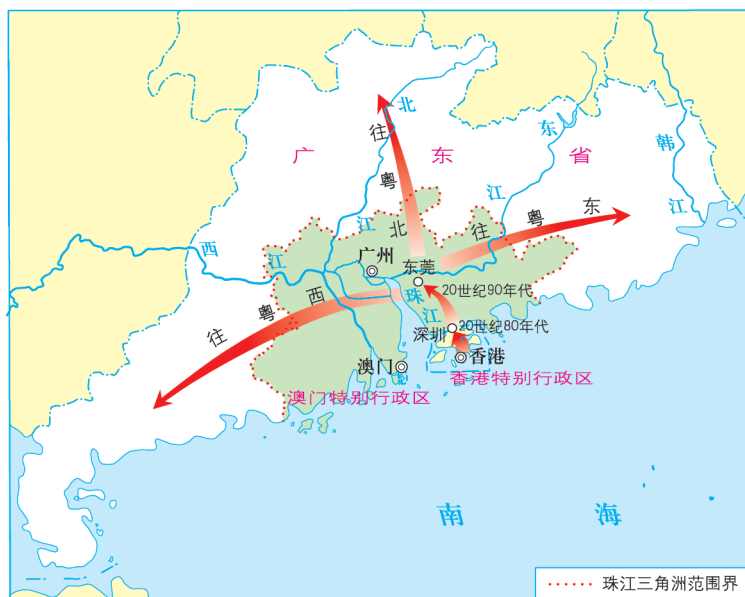 广东省
北江
东江
韩江
西江
往粤北
往粤东
往粤西
广州
东莞
20世纪90年代
珠江
深圳
20世纪80年代
香港
澳门
香港特别行政区
澳门特别行政区
南海
珠江三角洲范围界